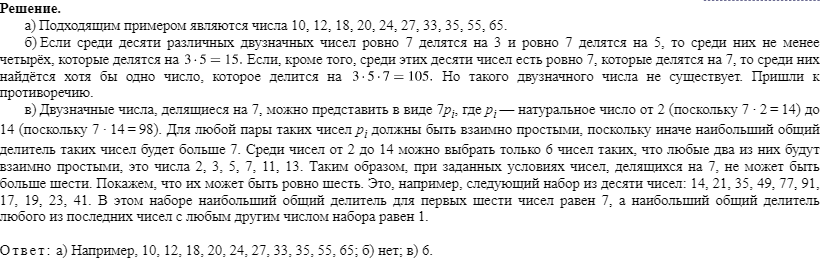 Решение.
а) Подходящим примером являются числа 10, 12, 18, 20, 24, 27, 33, 35, 55, 65.
б) Если среди десяти различных двузначных чисел ровно 7 делятся на 3 и ровно 7 делятся на 5, то среди них не менее
четырёх, которые делятся на 3 · 5 = 15. Если, кроме того, среди этих десяти чисел есть ровно 7, которые делятся на 7, то среди них
найдётся хотя бы одно число, которое делится на 3 · 5 · 7 = 105. Но такого двузначного числа не существует. Пришли к
противоречию.
в) Двузначные числа, делящиеся на 7, можно представить в виде 7pᵢ, где pᵢ — натуральное число от 2 (поскольку 7 · 2 = 14) до
14 (поскольку 7 · 14 = 98). Для любой пары таких чисел pᵢ должны быть взаимно простыми, поскольку иначе наибольший общий
делитель таких чисел будет больше 7. Среди чисел от 2 до 14 можно выбрать только 6 чисел таких, что любые два из них будут
взаимно простыми, это числа 2, 3, 5, 7, 11, 13. Таким образом, при заданных условиях чисел, делящихся на 7, не может быть
больше шести. Покажем, что их может быть ровно шесть. Это, например, следующий набор из десяти чисел: 14, 21, 35, 49, 77, 91,
17, 19, 23, 41. В этом наборе наибольший общий делитель для первых шести чисел равен 7, а наибольший общий делитель
любого из последних чисел с любым другим числом набора равен 1.
Ответ: а) Например, 10, 12, 18, 20, 24, 27, 33, 35, 55, 65; б) нет; в) 6.